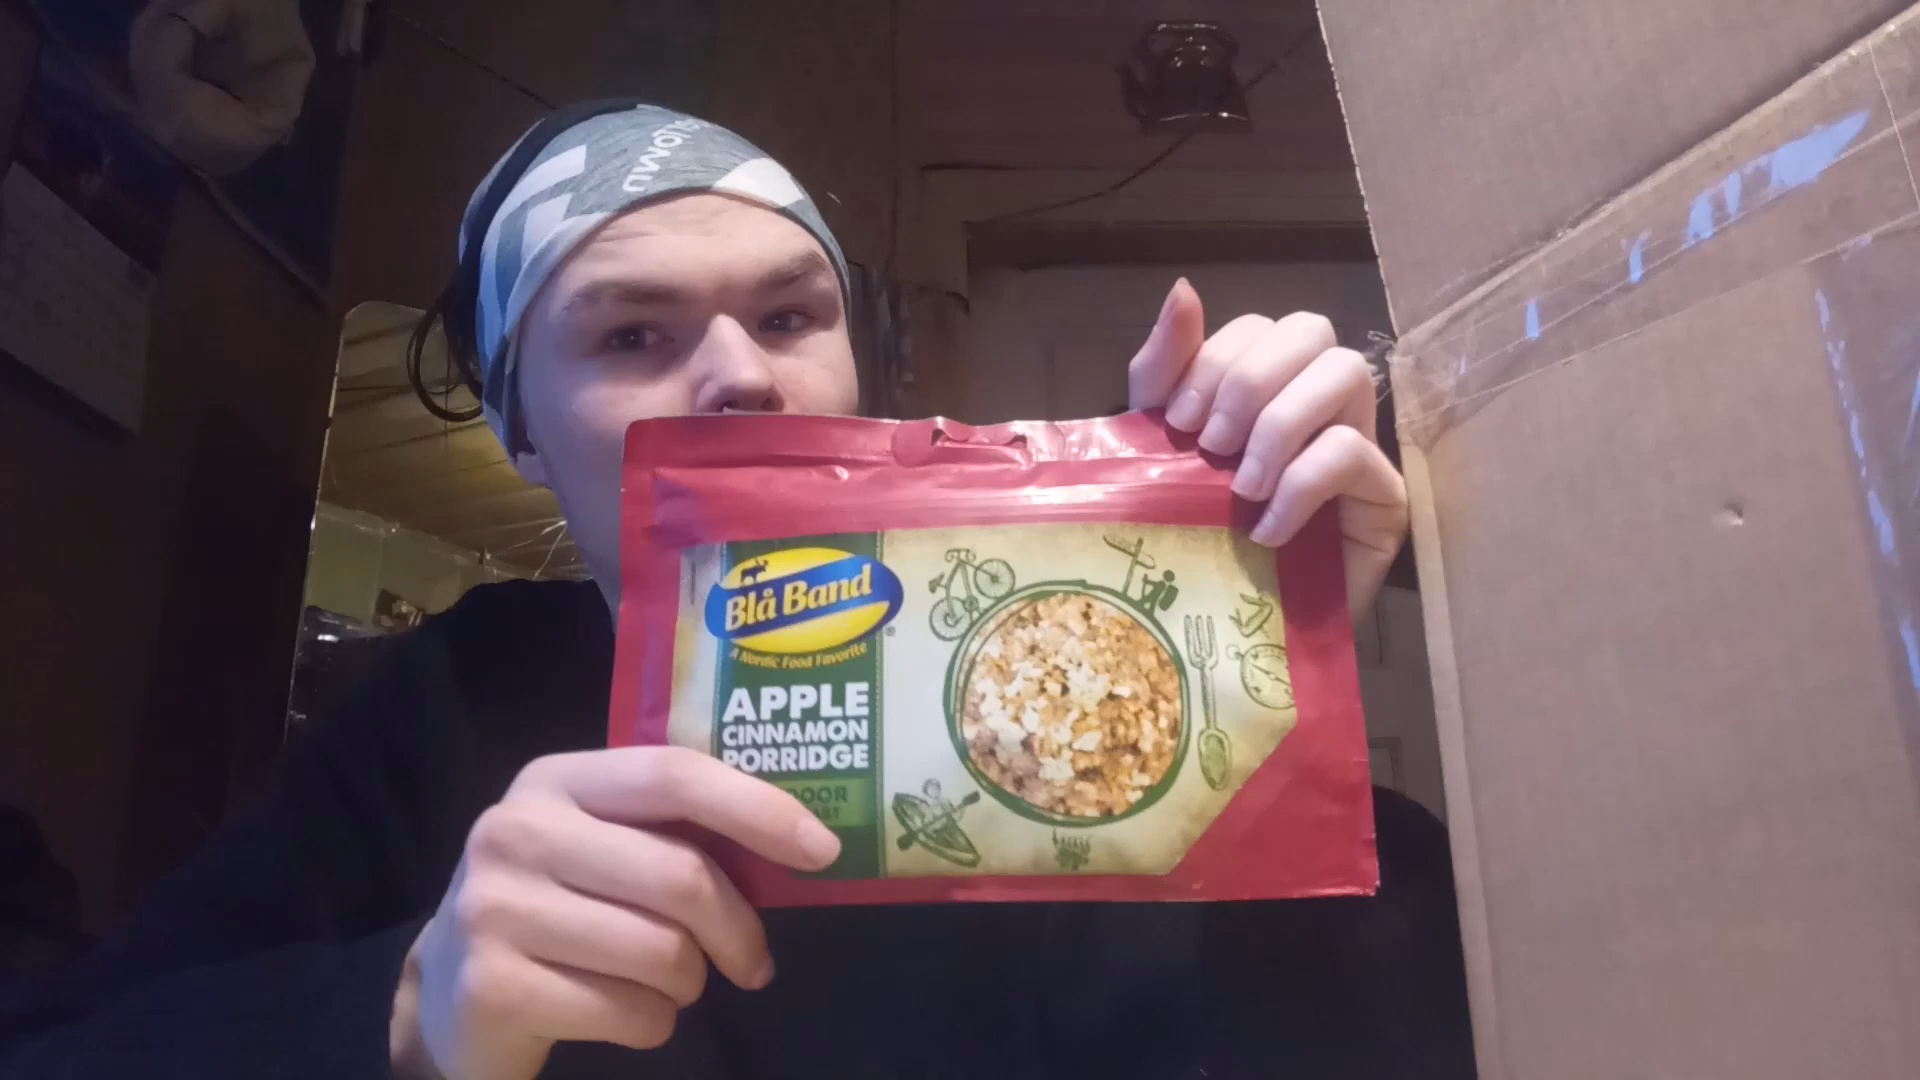 Blå Band
®
A Nordic Food Favorite
APPLE
CINNAMON
PORRIDGE